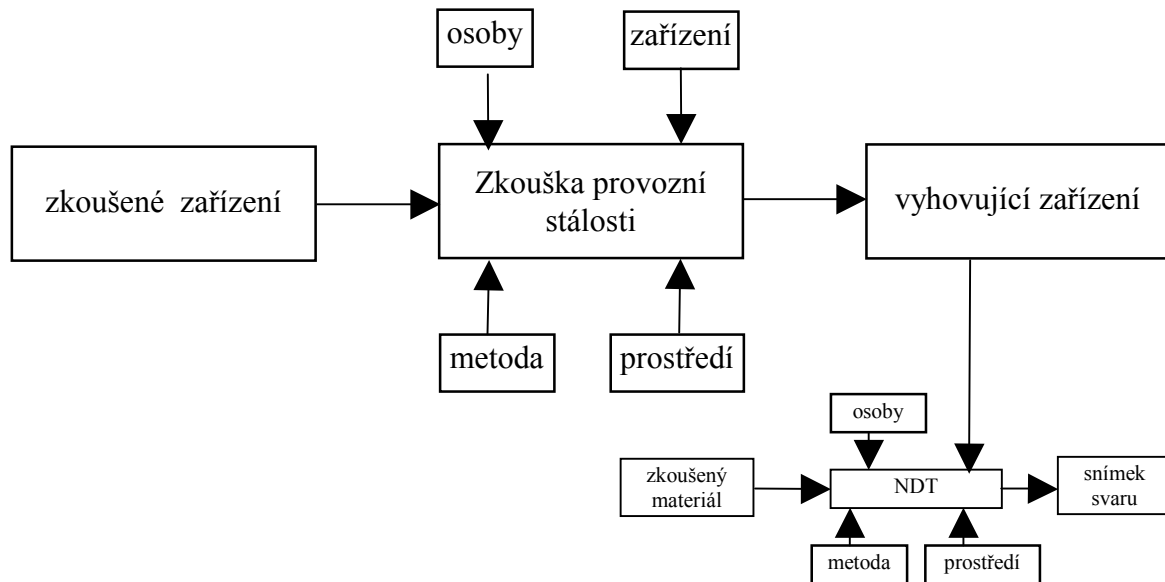 osoby
zařízení
zkoušené zařízení
Zkouška provozní
stálosti
vyhovující zařízení
metoda
prostředí
osoby
zkoušený
materiál
NDT
snímek
svaru
metoda
prostředí